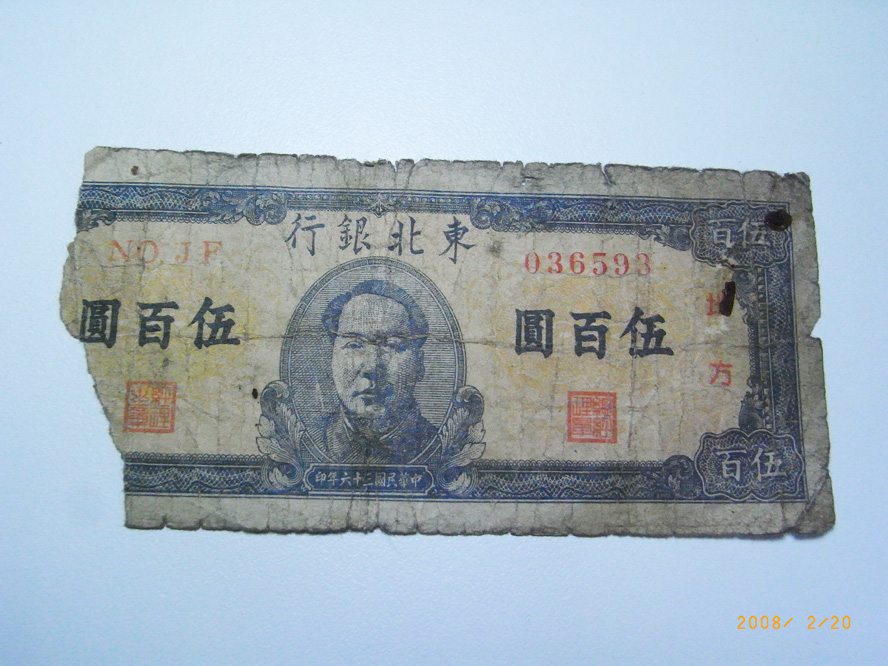 東北銀行
NO JF
036593
伍百
伍百圓
伍百圓
地方
伍百
中華民國三十六年印
2008/ 2/20